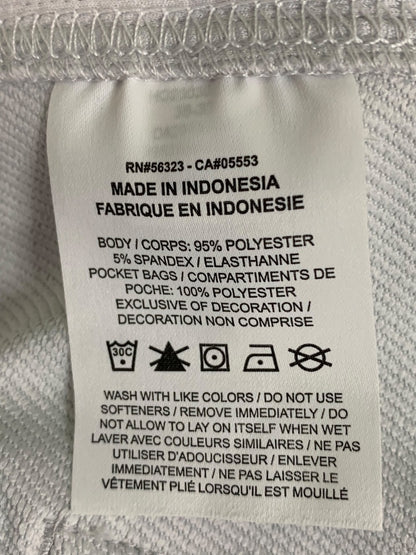 RN#56323 - CA#05553
MADE IN INDONESIA
FABRIQUE EN INDONESIE
BODY / CORPS: 95% POLYESTER
5% SPANDEX / ELASTHANNE
POCKET BAGS / COMPARTIMENTS DE
POCHE: 100% POLYESTER
EXCLUSIVE OF DECORATION /
DECORATION NON COMPRISE
30C
WASH WITH LIKE COLORS / DO NOT USE
SOFTENERS / REMOVE IMMEDIATELY / DO
NOT ALLOW TO LAY ON ITSELF WHEN WET
LAVER AVEC COULEURS SIMILAIRES / NE PAS
UTILISER D'ADOUCISSEUR / ENLEVER
IMMEDIATEMENT / NE PAS LAISSER LE
VÊTEMENT PLIÉ LORSQU'IL EST MOUILLÉ